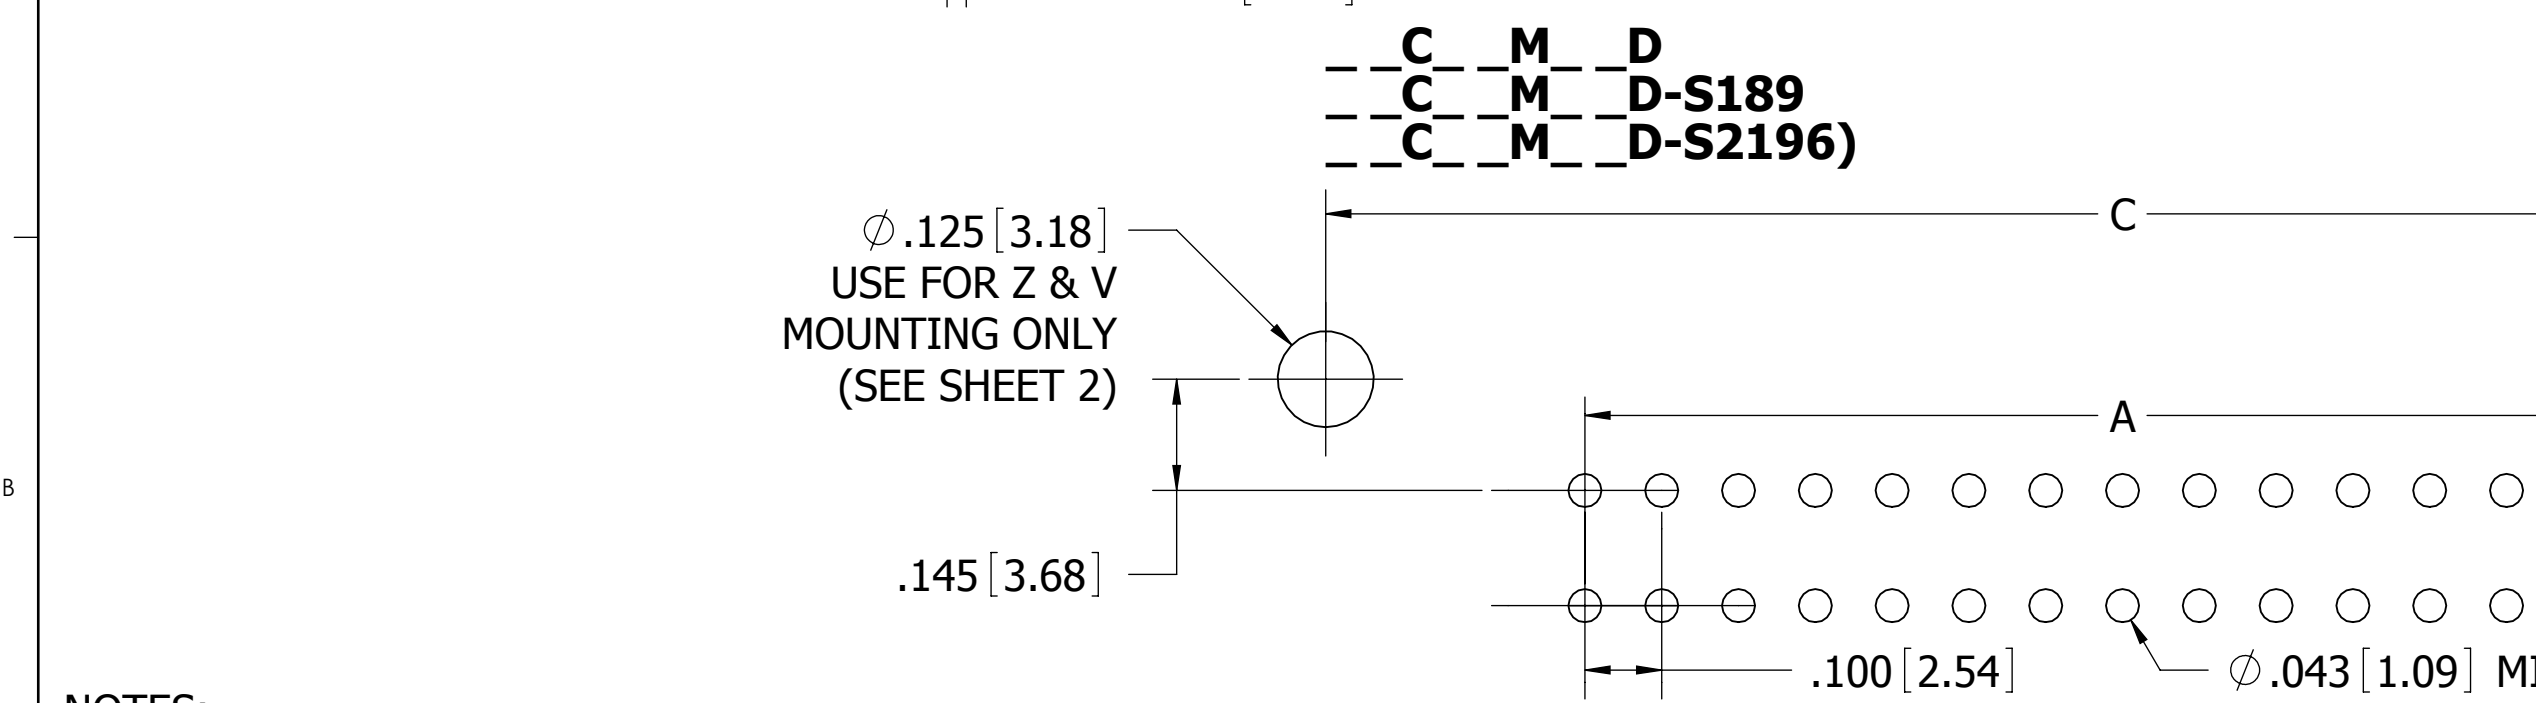 _ _C_ _M_ _D
_ _C_ _M_ _D-S189
_ _C_ _M_ _D-S2196)
C
∅.125[3.18]
USE FOR Z & V
MOUNTING ONLY
(SEE SHEET 2)
A
B
.145[3.68]
.100[2.54]
∅.043[1.09]
NOTES: